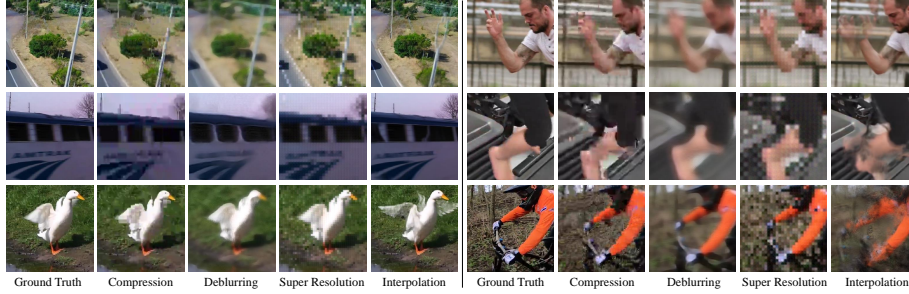 Ground Truth Compression Deblurring Super Resolution Interpolation Ground Truth Compression Deblurring Super Resolution Interpolation